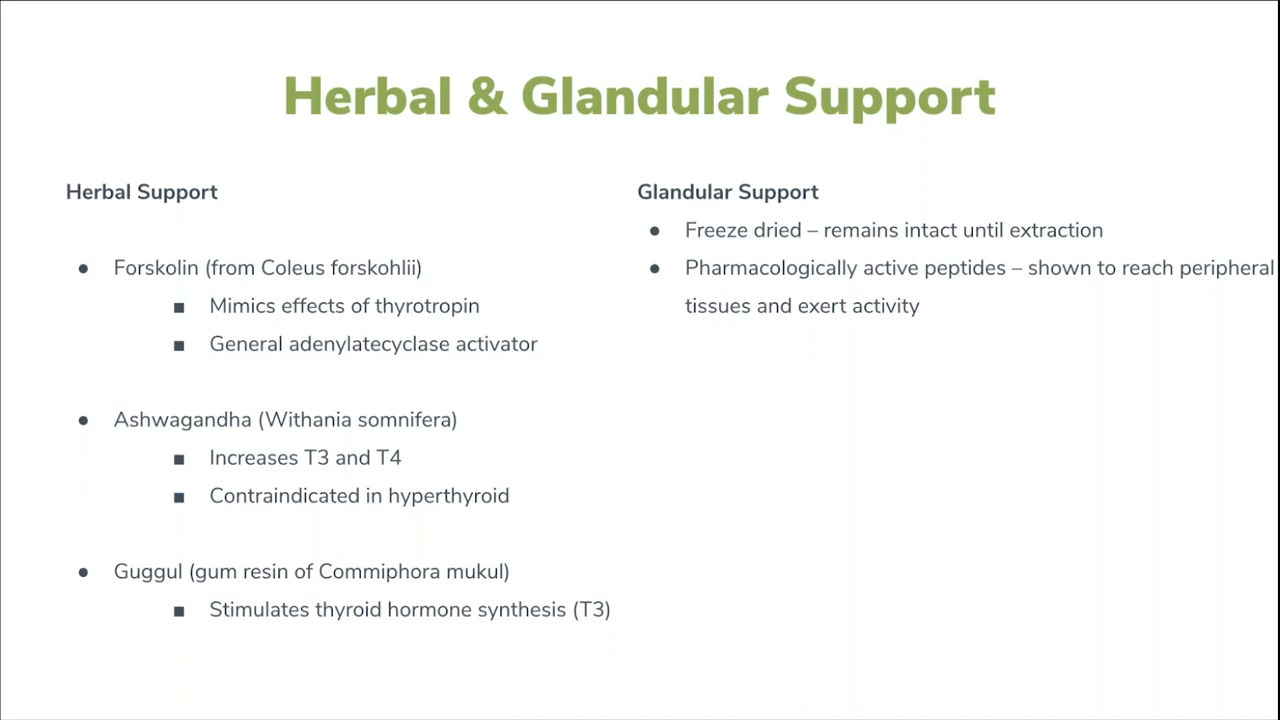 Herbal & Glandular Support
Herbal Support
● Forskolin (from Coleus forskohlii)
■ Mimics effects of thyrotropin
■ General adenylatecyclase activator
● Ashwagandha (Withania somnifera)
■ Increases T3 and T4
■ Contraindicated in hyperthyroid
● Guggul (gum resin of Commiphora mukul)
■ Stimulates thyroid hormone synthesis (T3)
Glandular Support
● Freeze dried – remains intact until extraction
● Pharmacologically active peptides – shown to reach peripheral
tissues and exert activity